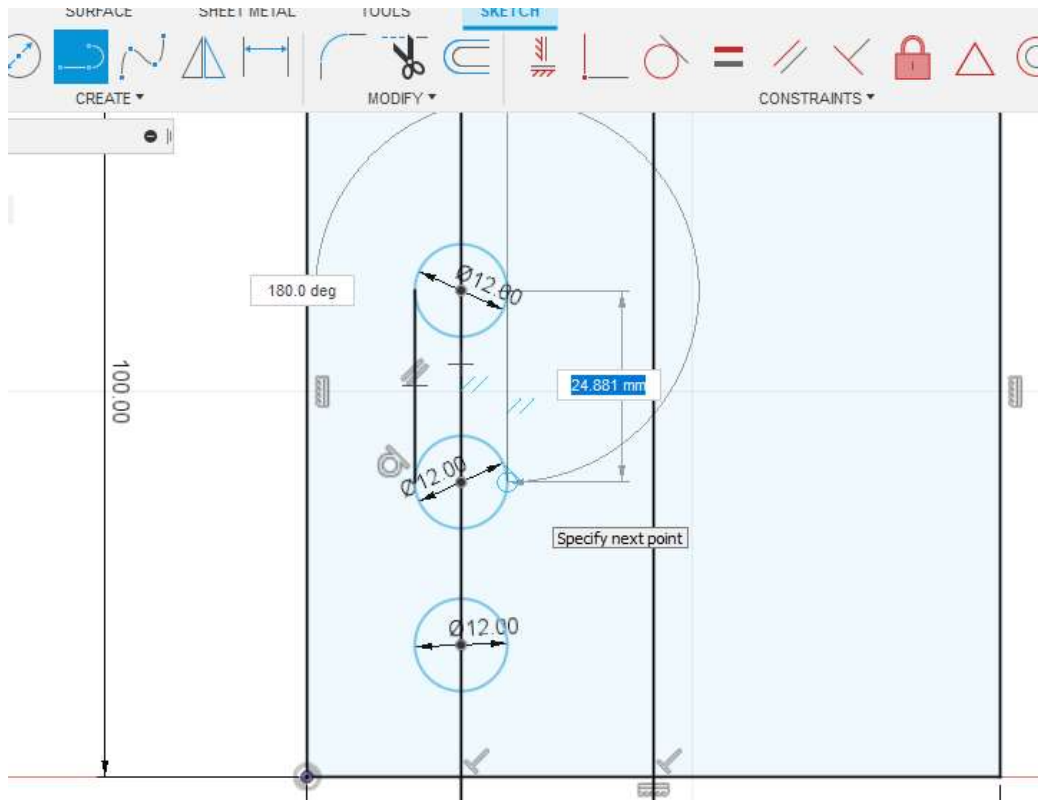 SURFACE SHEET METAL TOOLS SKETCH
CREATE ▾ MODIFY ▾ CONSTRAINTS ▾
Ø12.00
180.0 deg
100.00
24.881 mm
Ø12.00
Specify next point
Ø12.00